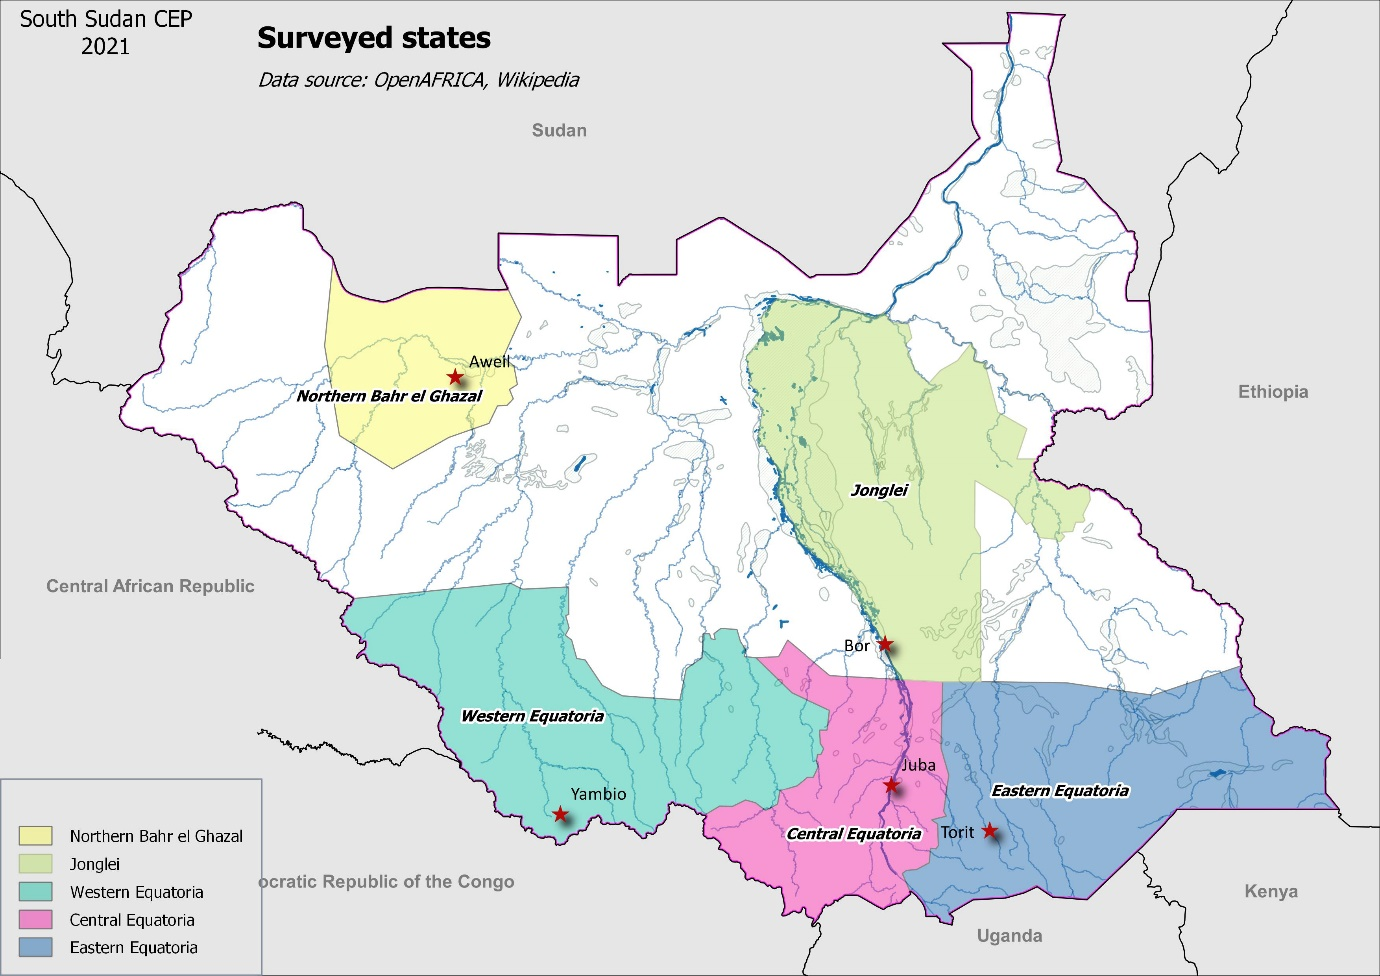 South Sudan CEP
2021
Surveyed states
Data source: OpenAFRICA, Wikipedia
Sudan
Aweil
Northern Bahr el Ghazal
Ethiopia
Jonglei
Central African Republic
Bor
Western Equatoria
Juba
Yambio
Eastern Equatoria
Central Equatoria
Torit
ocratic Republic of the Congo
Kenya
Uganda
Northern Bahr el Ghazal
Jonglei
Western Equatoria
Central Equatoria
Eastern Equatoria